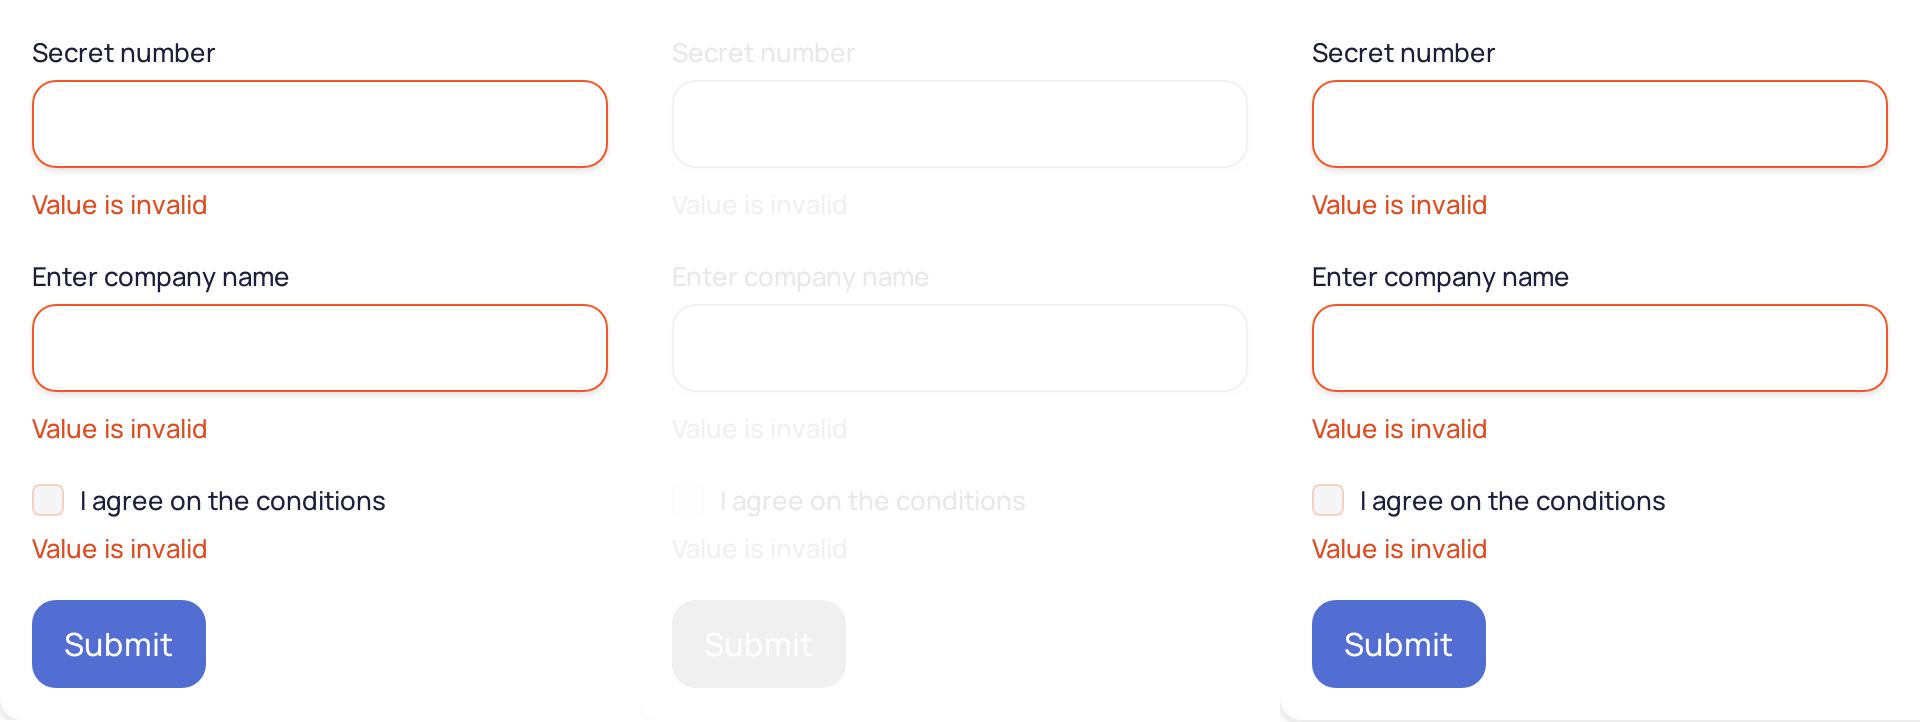 Secret number
Value is invalid
Enter company name
Value is invalid
I agree on the conditions
Value is invalid
Submit
Secret number
Value is invalid
Enter company name
Value is invalid
I agree on the conditions
Value is invalid
Submit
Secret number
Value is invalid
Enter company name
Value is invalid
I agree on the conditions
Value is invalid
Submit